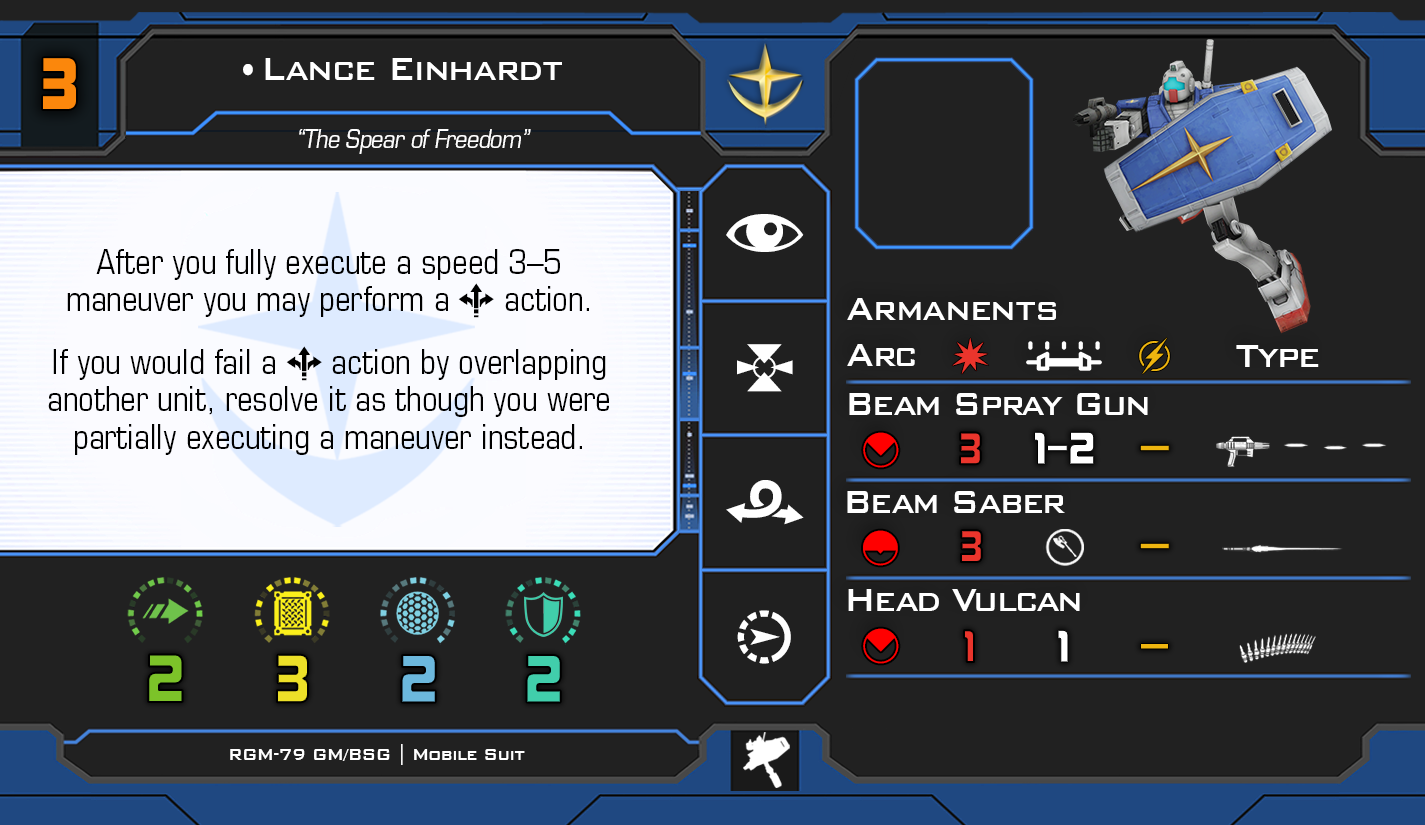 3
• Lance Einhardt
“The Spear of Freedom”
After you fully execute a speed 3–5
maneuver you may perform a action.
If you would fail a action by overlapping
another unit, resolve it as though you were
partially executing a maneuver instead.
2 3 2 2
RGM-79 GM/BSG | Mobile Suit
Armanents
Arc Type
Beam Spray Gun
3 1–2 –
Beam Saber
3 –
Head Vulcan
1 1 –